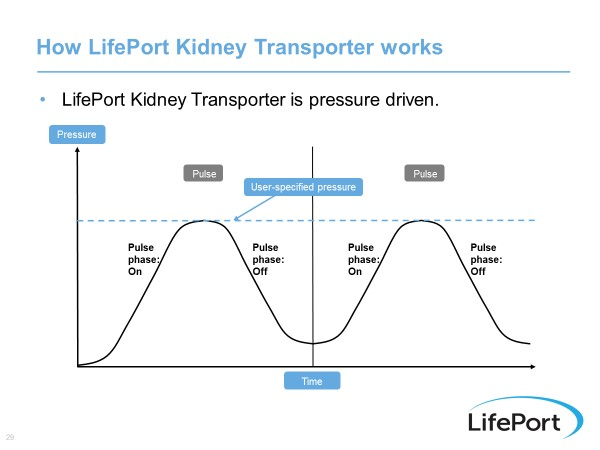 How LifePort Kidney Transporter works
• LifePort Kidney Transporter is pressure driven.
Pressure
Pulse
Pulse
User-specified pressure
Pulse
phase:
On
Pulse
phase:
Off
Pulse
phase:
On
Pulse
phase:
Off
Time
LifePort
29